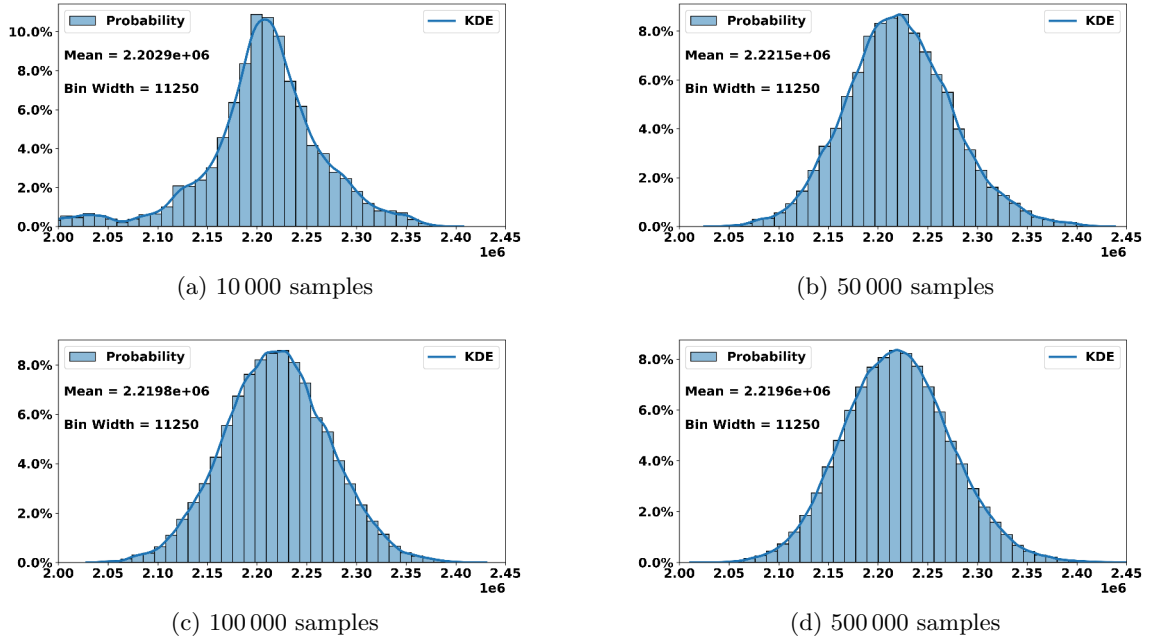 Probability
KDE
Mean = 2.2029e+06
Bin Width = 11250
10.0%
8.0%
6.0%
4.0%
2.0%
0.0%
2.00 2.05 2.10 2.15 2.20 2.25 2.30 2.35 2.40 2.45
1e6
(a) 10 000 samples
Probability
KDE
Mean = 2.2215e+06
Bin Width = 11250
8.0%
6.0%
4.0%
2.0%
0.0%
2.00 2.05 2.10 2.15 2.20 2.25 2.30 2.35 2.40 2.45
1e6
(b) 50 000 samples
Probability
KDE
Mean = 2.2198e+06
Bin Width = 11250
8.0%
6.0%
4.0%
2.0%
0.0%
2.00 2.05 2.10 2.15 2.20 2.25 2.30 2.35 2.40 2.45
1e6
(c) 100 000 samples
Probability
KDE
Mean = 2.2196e+06
Bin Width = 11250
8.0%
6.0%
4.0%
2.0%
0.0%
2.00 2.05 2.10 2.15 2.20 2.25 2.30 2.35 2.40 2.45
1e6
(d) 500 000 samples